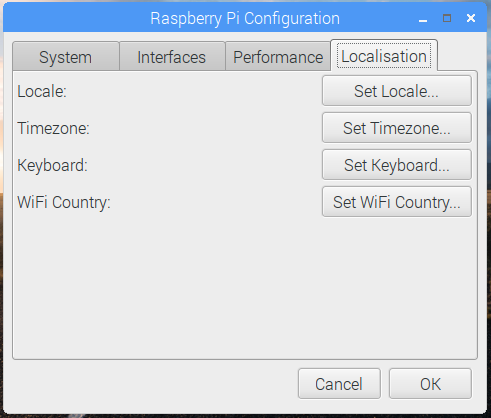 Raspberry Pi Configuration
System Interfaces Performance Localisation
Locale: Set Locale...
Timezone: Set Timezone...
Keyboard: Set Keyboard...
WiFi Country: Set WiFi Country...
Cancel OK